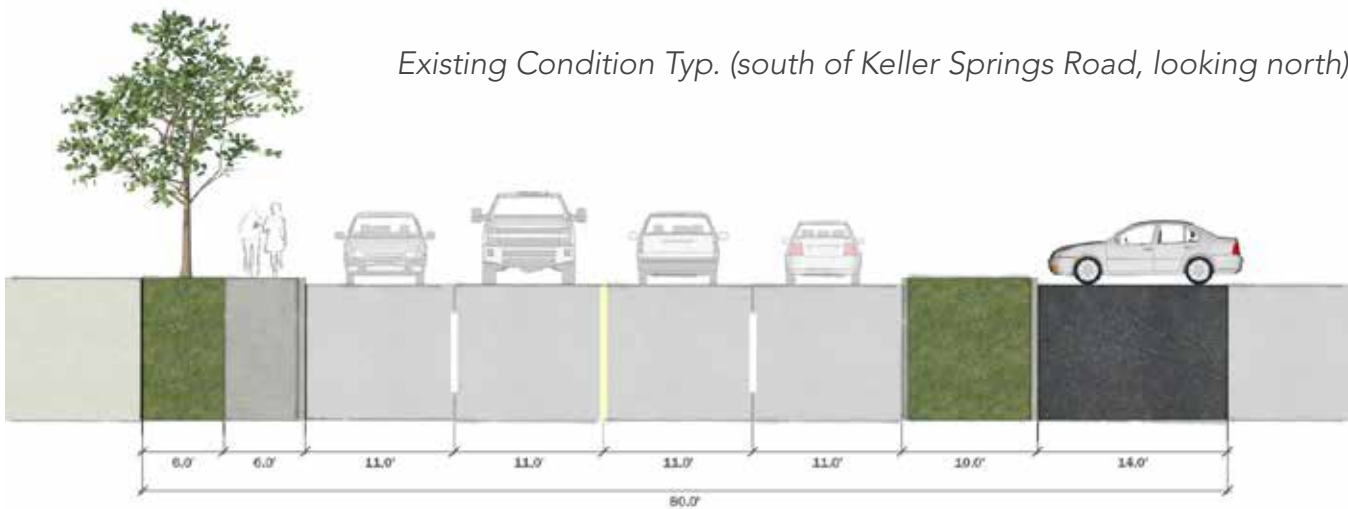 Existing Condition Typ. (south of Keller Springs Road, looking north)
6.0' 6.0' 11.0' 11.0' 11.0' 11.0' 10.0' 14.0'
80.0'